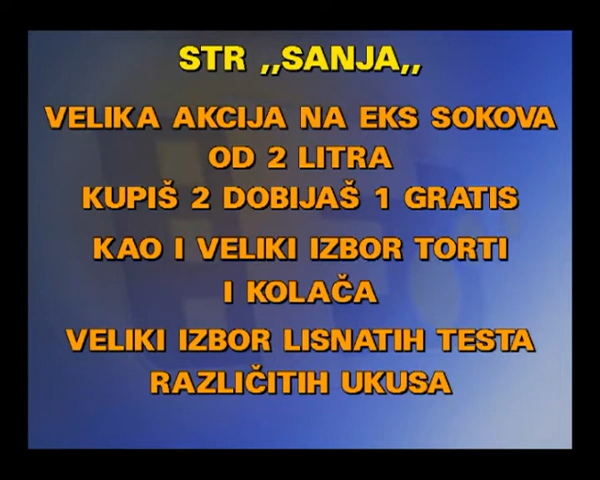 STR ,,SANJA,,
VELIKA AKCIJA NA EKS SOKOVA
OD 2 LITRA
KUPIŠ 2 DOBIJAŠ 1 GRATIS
KAO I VELIKI IZBOR TORTI
I KOLAČA
VELIKI IZBOR LISNATIH TESTA
RAZLIČITIH UKUSA